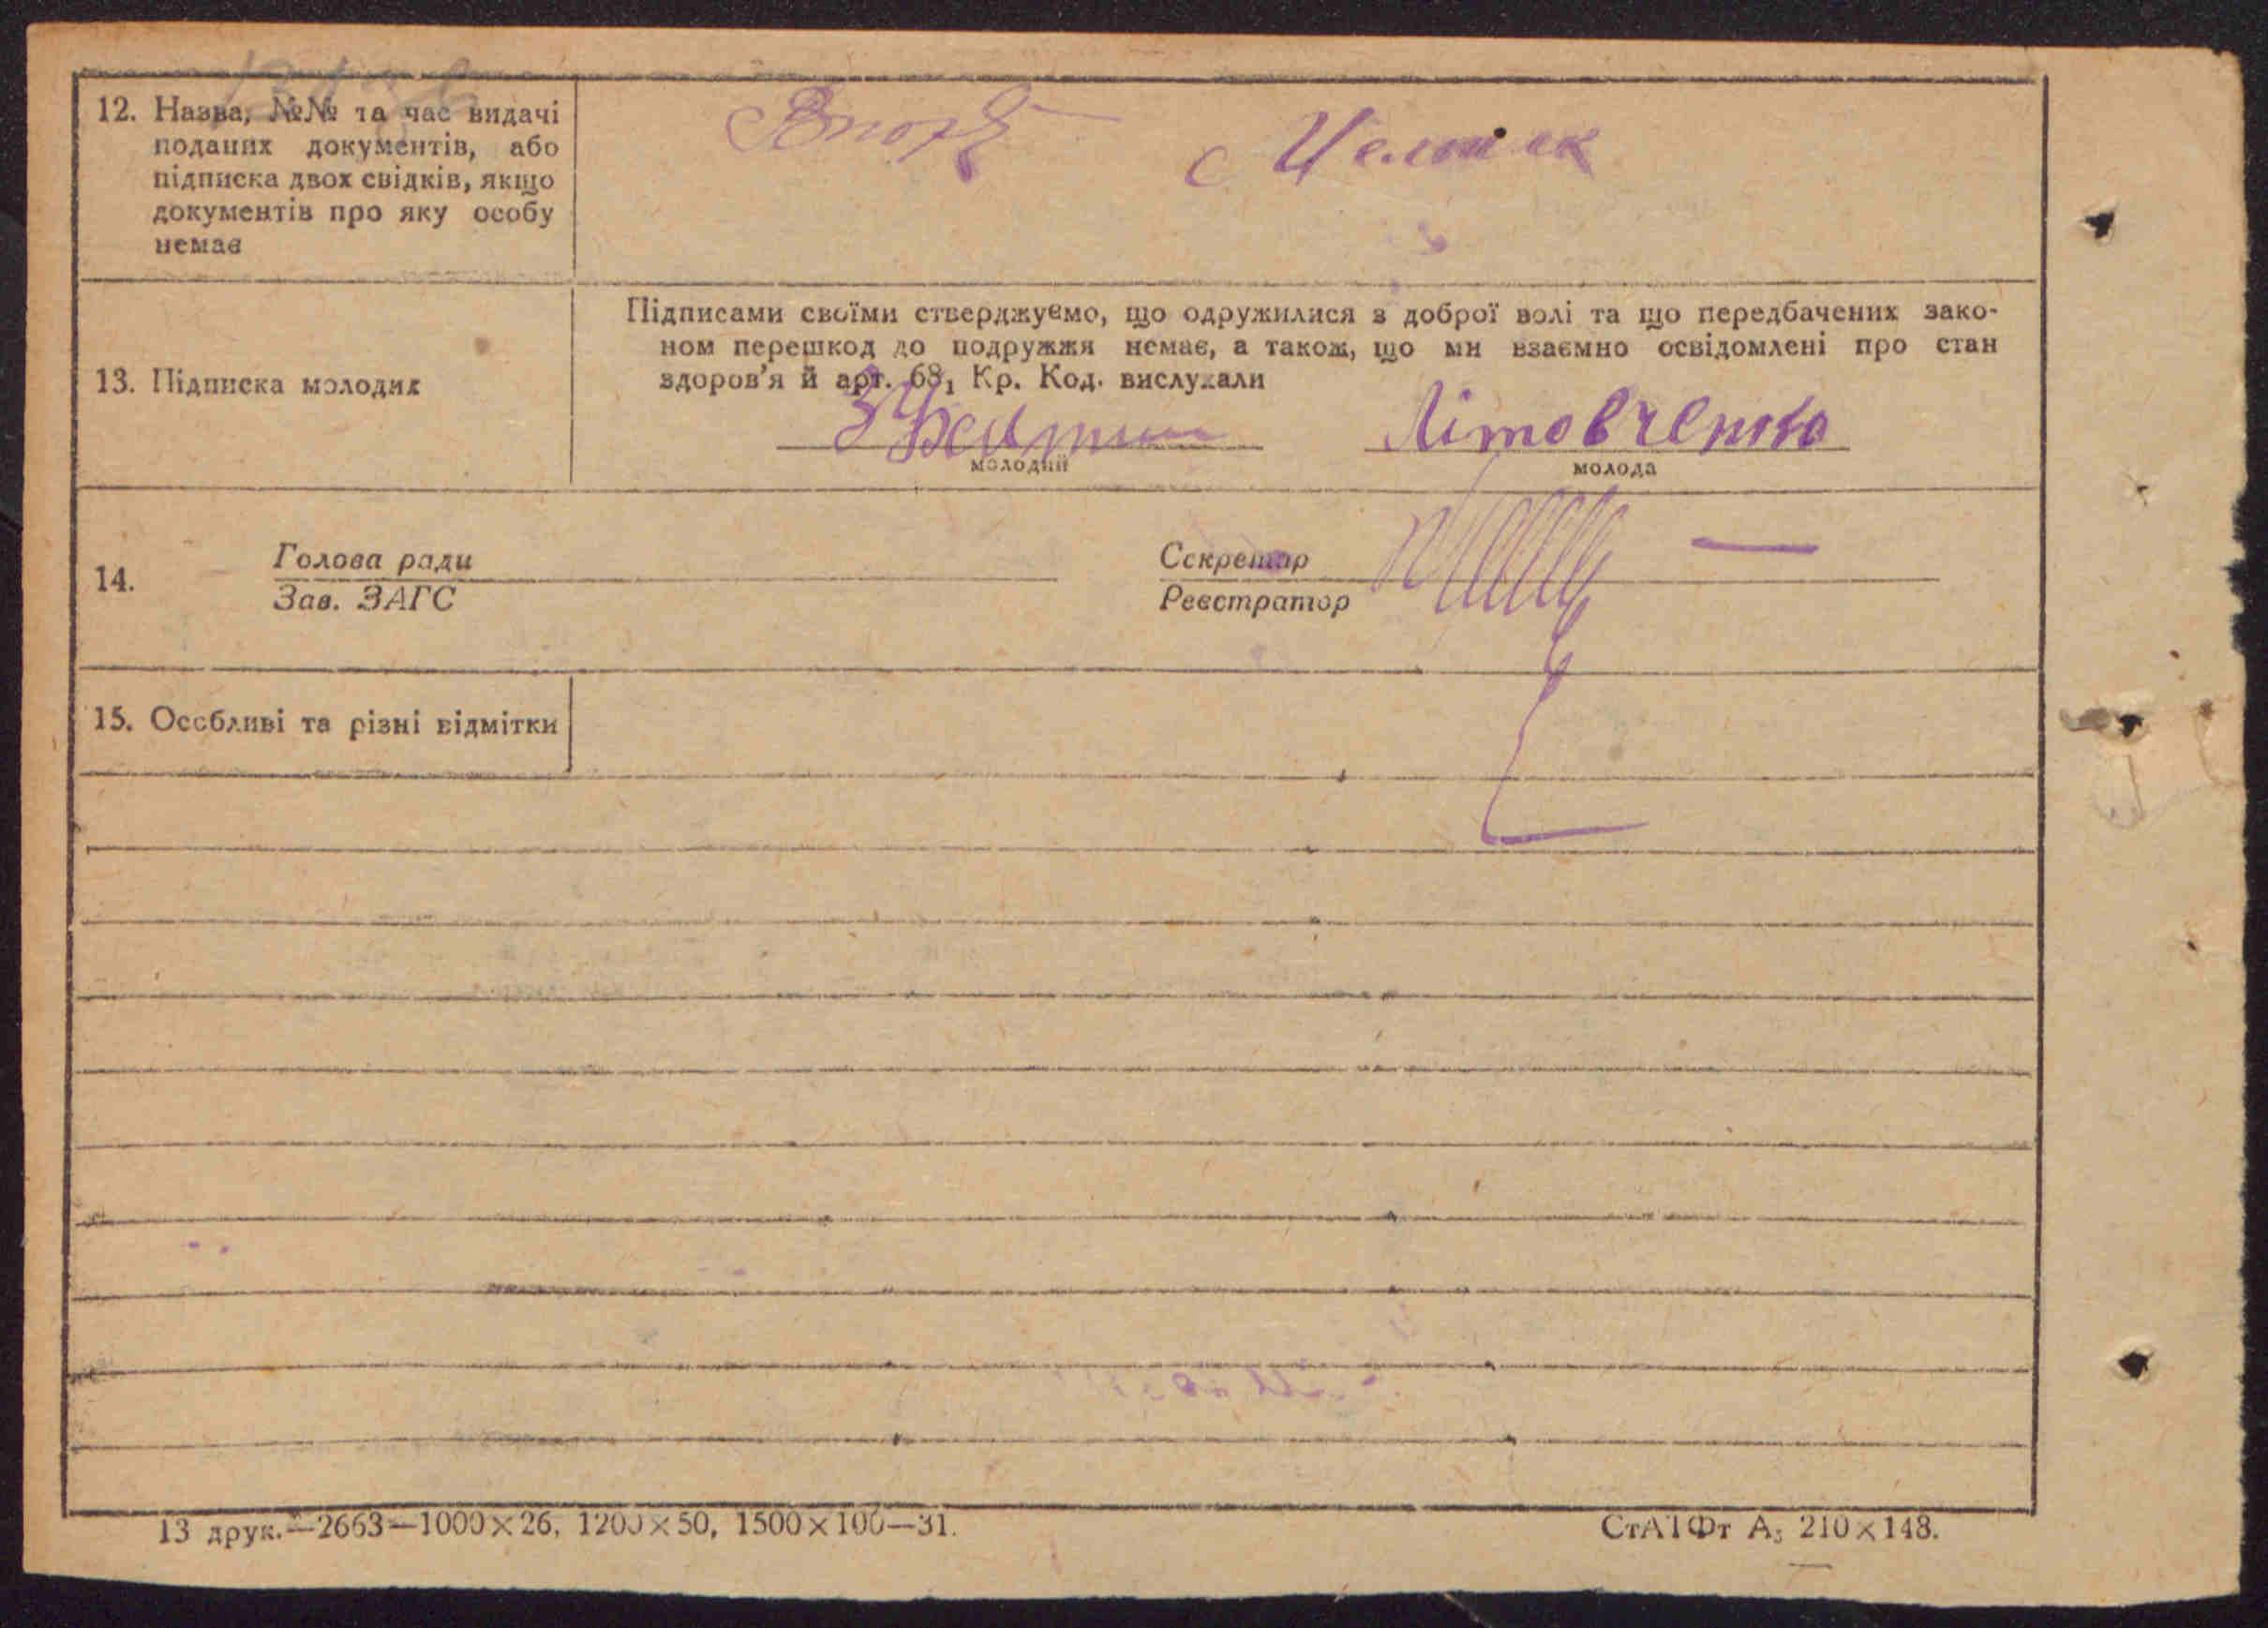 12. Назва, №№ та час видачі
поданих документів, або
підписка двох свідків, якщо
документів про яку особу
немає
с
Підписами своїми стверджуємо, що одружилися з доброї волі та що передбачених зако-
ном перешкод до подружжя немає, а також, що ми взаємно освідомлені про стан
здоров'я й арт. 68₁ Кр. Код. вислухали
13. Підписка молодих
Літовченко
молодий молода
14.
Голова ради Секретар
Зав. ЗАГС Реєстратор
15. Особливі та різні відмітки
13 друк.—2663—1000×26, 1200×50, 1500×100—31.
СтАТФт А₅ 210×148.